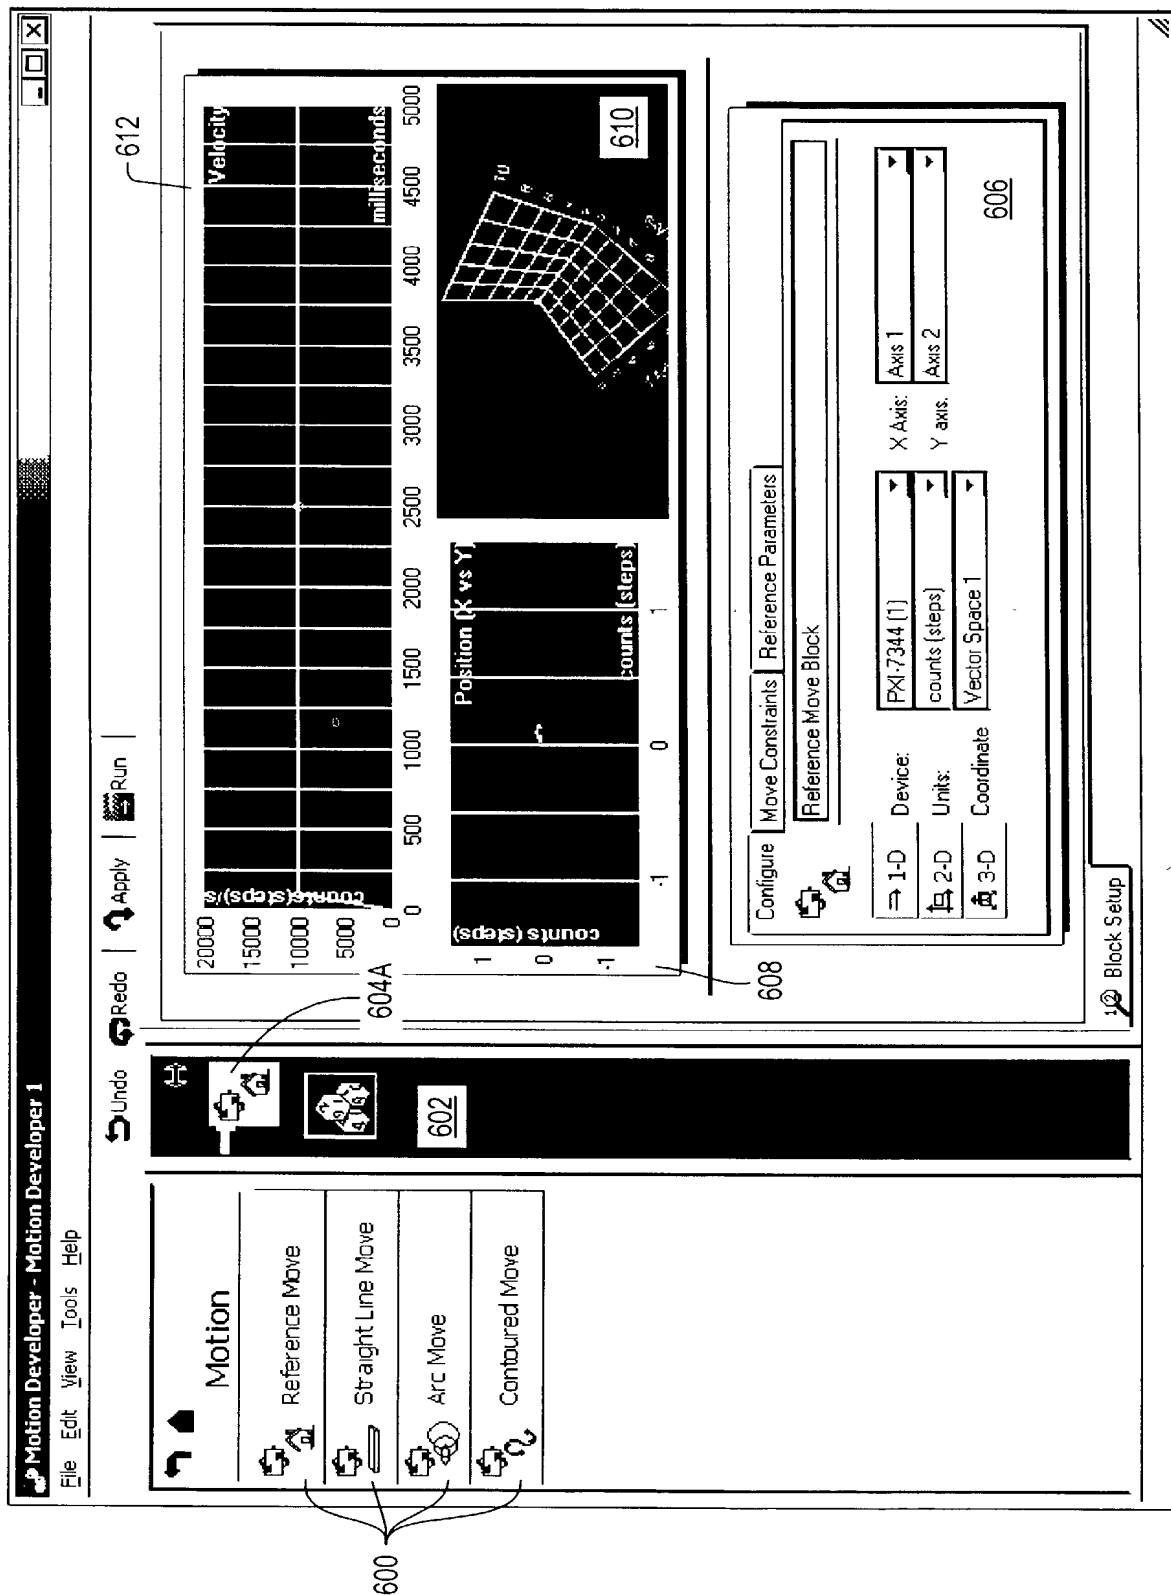 Motion Developer - Motion Developer 1
File Edit View Tools Help
Undo Redo Apply Run
Motion
Reference Move
Straight Line Move
Arc Move
Contoured Move
600
602
604A
612
Velocity
20000
15000
10000
5000
0
counts(steps)/s
milliseconds
0 500 1000 1500 2000 2500 3000 3500 4000 4500 5000
Position (X vs Y)
1
0
-1
counts (steps)
counts (steps)
-1 0 1
608
610
Configure Move Constraints Reference Parameters
Reference Move Block
1-D
2-D
3-D
Device: PXI-7344 (1)
Units: counts (steps)
Coordinate Vector Space 1
X Axis: Axis 1
Y axis. Axis 2
606
Block Setup